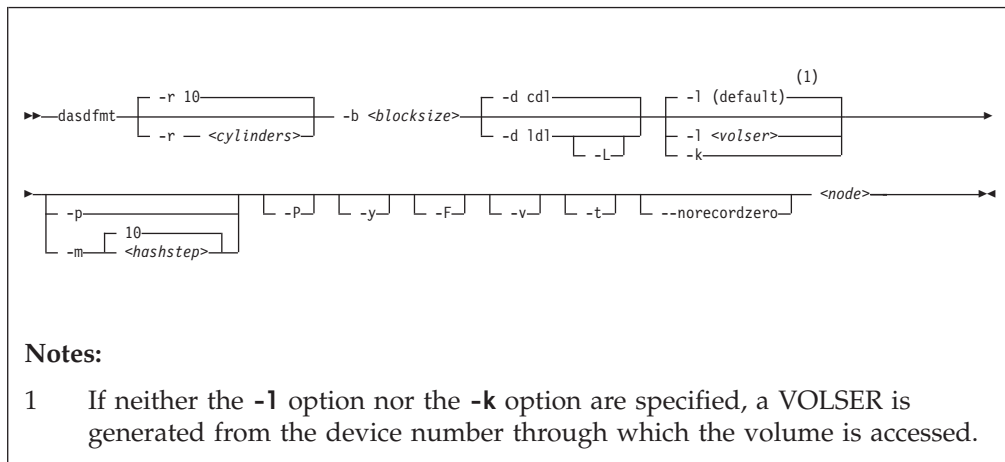 (1)
-r 10 -d cdl -l (default)
dasdfmt -b <blocksize>
-r <cylinders> -d ldl -l <volser>
-L -k
<node>
-p -P -y -F -v -t --norecordzero
10
-m <hashstep>
Notes:
1 If neither the -l option nor the -k option are specified, a VOLSER is
generated from the device number through which the volume is accessed.